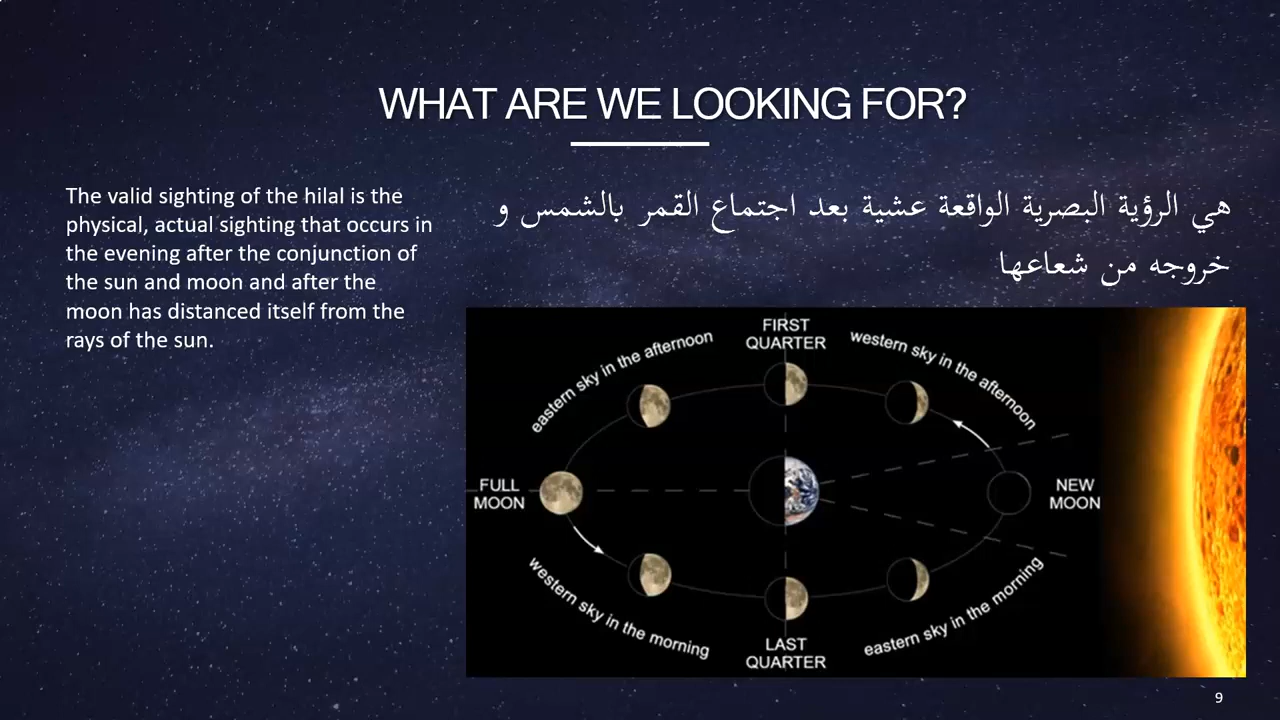 WHAT ARE WE LOOKING FOR?
The valid sighting of the hilal is the
physical, actual sighting that occurs in
the evening after the conjunction of
the sun and moon and after the
moon has distanced itself from the
rays of the sun.
هي الرؤية البصرية الواقعة عشية بعد اجتماع القمر بالشمس و
خروجه من شعاعها
FIRST
QUARTER
eastern sky in the afternoon
western sky in the afternoon
FULL
MOON
NEW
MOON
western sky in the morning
eastern sky in the morning
LAST
QUARTER
9